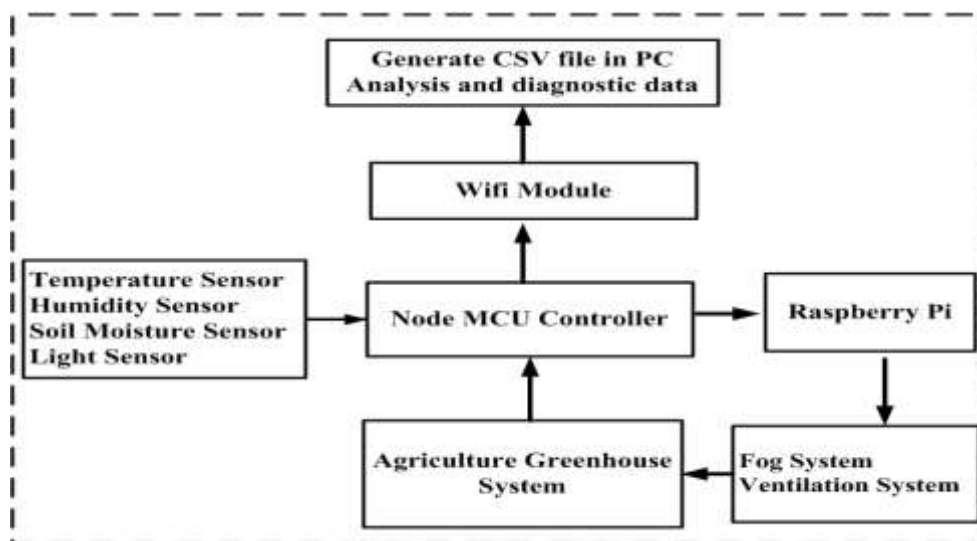 Generate CSV file in PC
Analysis and diagnostic data
Wifi Module
Temperature Sensor
Humidity Sensor
Soil Moisture Sensor
Light Sensor
Node MCU Controller
Raspberry Pi
Agriculture Greenhouse
System
Fog System
Ventilation System